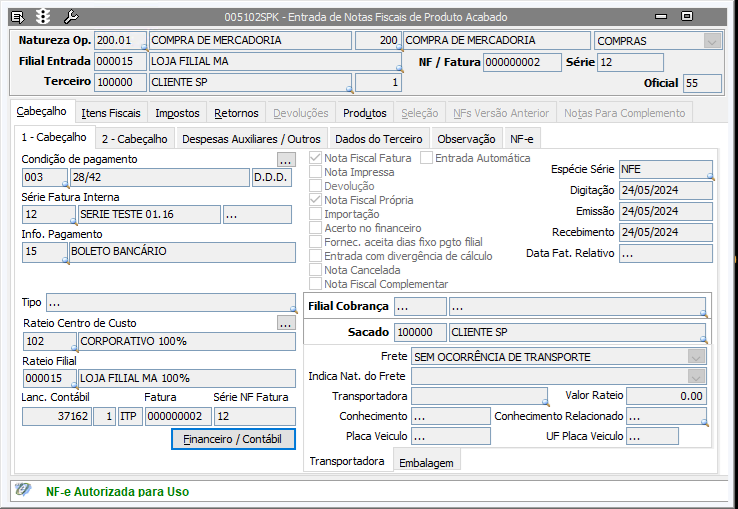 005102SPK - Entrada de Notas Fiscais de Produto Acabado
Natureza Op. 200.01 COMPRA DE MERCADORIA 200 COMPRA DE MERCADORIA COMPRAS
Filial Entrada 000015 LOJA FILIAL MA NF / Fatura 000000002 Série 12
Terceiro 100000 CLIENTE SP 1 Oficial 55
Cabeçalho Itens Fiscais Impostos Retornos Devoluções Produtos Seleção NFs Versão Anterior Notas Para Complemento
1 - Cabeçalho 2 - Cabeçalho Despesas Auxiliares / Outros Dados do Terceiro Observação NF-e
Condição de pagamento ...
003 28/42 D.D.D.
Série Fatura Interna
12 SERIE TESTE 01.16 ...
Info. Pagamento
15 BOLETO BANCÁRIO
Nota Fiscal Fatura Entrada Automática
Nota Impressa
Devolução
Nota Fiscal Própria
Importação
Acerto no financeiro
Fornec. aceita dias fixo pgto filial
Entrada com divergência de cálculo
Nota Cancelada
Nota Fiscal Complementar
Espécie Série NFE
Digitação 24/05/2024
Emissão 24/05/2024
Recebimento 24/05/2024
Data Fat. Relativo ...
Tipo ...
Rateio Centro de Custo ...
102 CORPORATIVO 100%
Rateio Filial
000015 LOJA FILIAL MA 100%
Lanc. Contábil Fatura Série NF Fatura
37162 1 ITP 000000002 12
Financeiro / Contábil
Filial Cobrança ... ...
Sacado 100000 CLIENTE SP
Frete SEM OCORRÊNCIA DE TRANSPORTE
Indica Nat. do Frete
Transportadora Valor Rateio 0.00
Conhecimento ... Conhecimento Relacionado ...
Placa Veiculo ... UF Placa Veiculo ...
Transportadora Embalagem
NF-e Autorizada para Uso